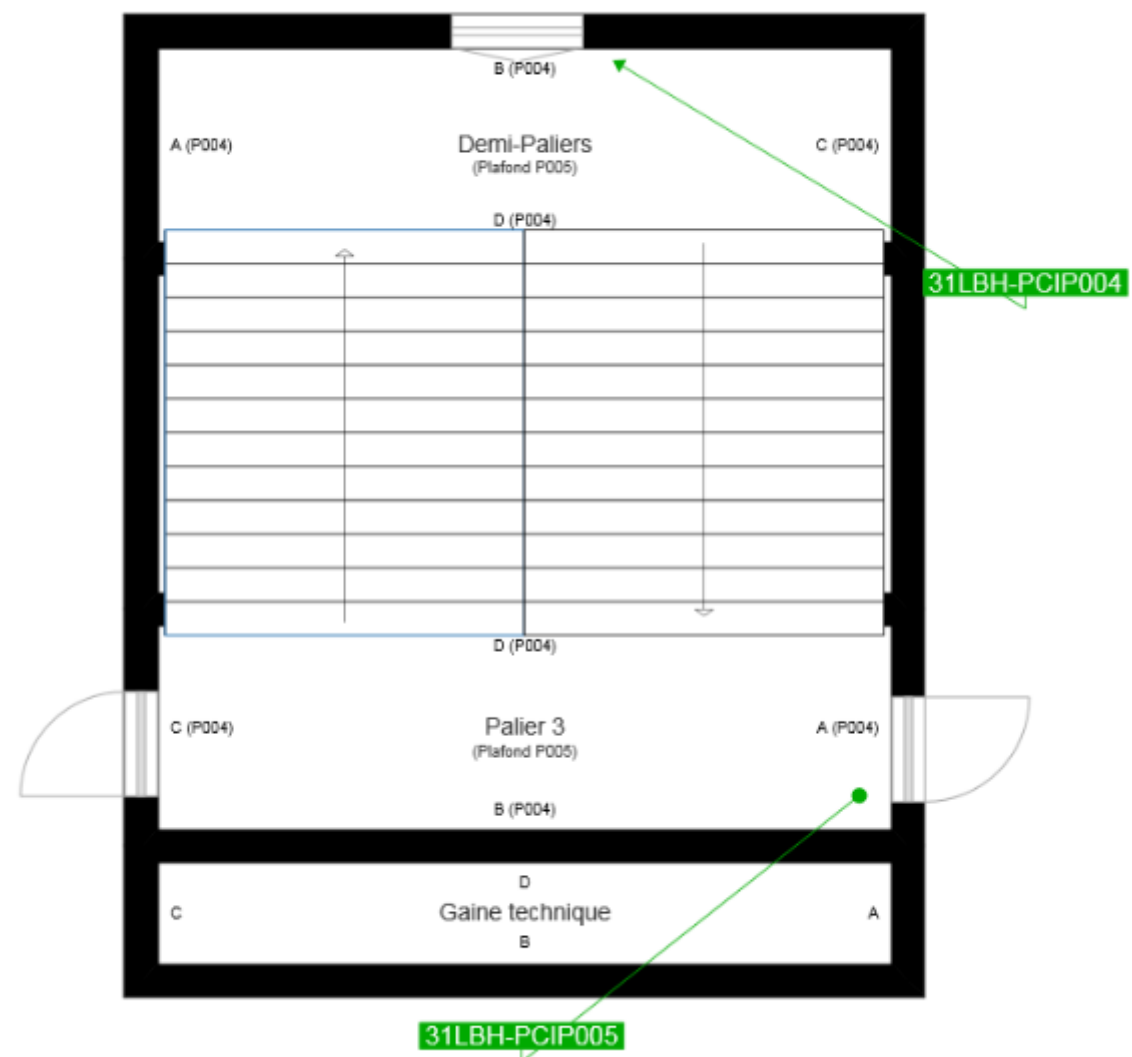 B (P004)
A (P004)
Demi-Paliers
C (P004)
(Plafond P005)
D (P004)
31LBH-PCIP004
D (P004)
C (P004)
Palier 3
A (P004)
(Plafond P005)
B (P004)
D
C
Gaine technique
A
B
31LBH-PCIP005